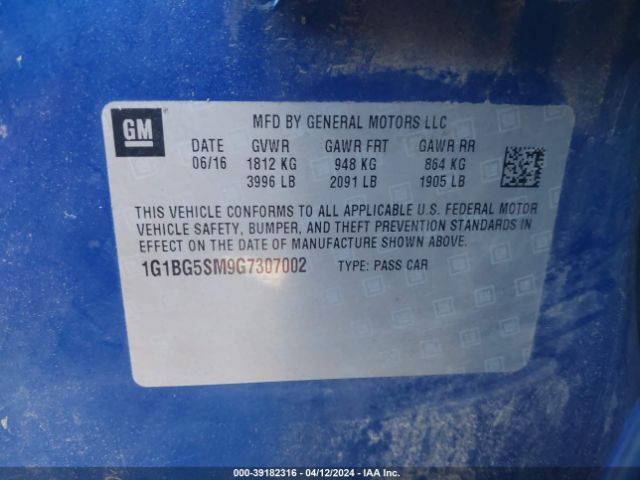 GM
MFD BY GENERAL MOTORS LLC
DATE GVWR GAWR FRT GAWR RR
06/16 1812 KG 948 KG 864 KG
3996 LB 2091 LB 1905 LB
THIS VEHICLE CONFORMS TO ALL APPLICABLE U.S. FEDERAL MOTOR
VEHICLE SAFETY, BUMPER, AND THEFT PREVENTION STANDARDS IN
EFFECT ON THE DATE OF MANUFACTURE SHOWN ABOVE.
1G1BG5SM9G7307002 TYPE: PASS CAR
000-39182316 - 04/12/2024 - IAA Inc.